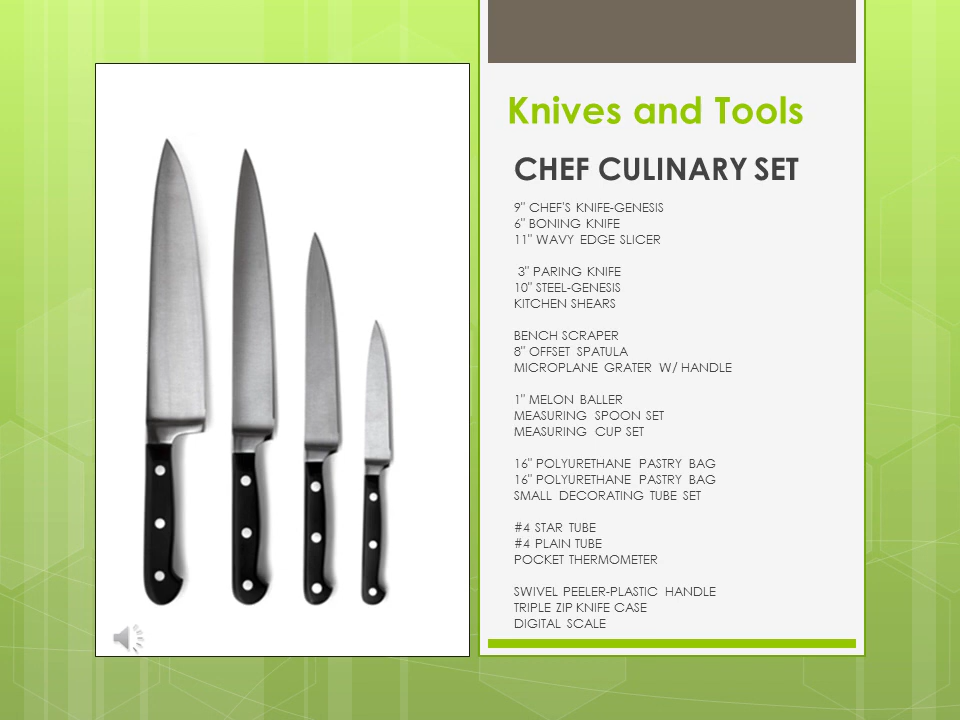 Knives and Tools
CHEF CULINARY SET
9" CHEF'S KNIFE-GENESIS
6" BONING KNIFE
11" WAVY EDGE SLICER
3" PARING KNIFE
10" STEEL-GENESIS
KITCHEN SHEARS
BENCH SCRAPER
8" OFFSET SPATULA
MICROPLANE GRATER W/ HANDLE
1" MELON BALLER
MEASURING SPOON SET
MEASURING CUP SET
16" POLYURETHANE PASTRY BAG
16" POLYURETHANE PASTRY BAG
SMALL DECORATING TUBE SET
#4 STAR TUBE
#4 PLAIN TUBE
POCKET THERMOMETER
SWIVEL PEELER-PLASTIC HANDLE
TRIPLE ZIP KNIFE CASE
DIGITAL SCALE